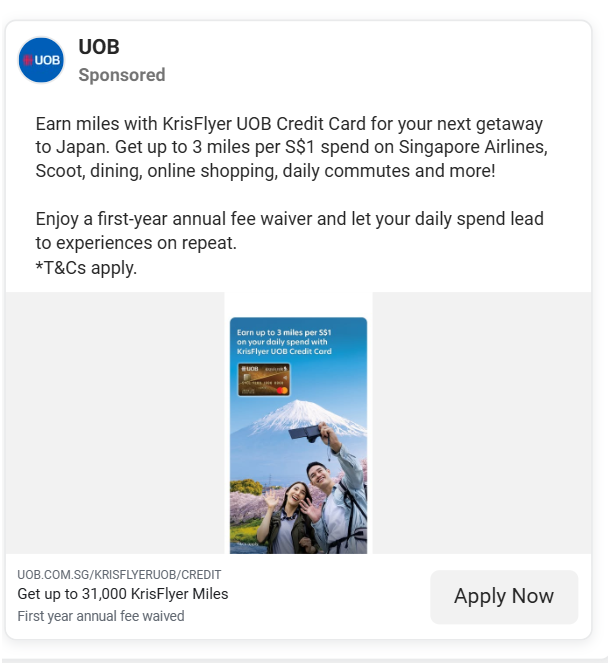 UOB
UOB
Sponsored
Earn miles with KrisFlyer UOB Credit Card for your next getaway
to Japan. Get up to 3 miles per S$1 spend on Singapore Airlines,
Scoot, dining, online shopping, daily commutes and more!
Enjoy a first-year annual fee waiver and let your daily spend lead
to experiences on repeat.
*T&Cs apply.
Earn up to 3 miles per S$1
on your daily spend with
KrisFlyer UOB Credit Card
UOB
UOB.COM.SG/KRISFLYERUOB/CREDIT
Get up to 31,000 KrisFlyer Miles
First year annual fee waived
Apply Now